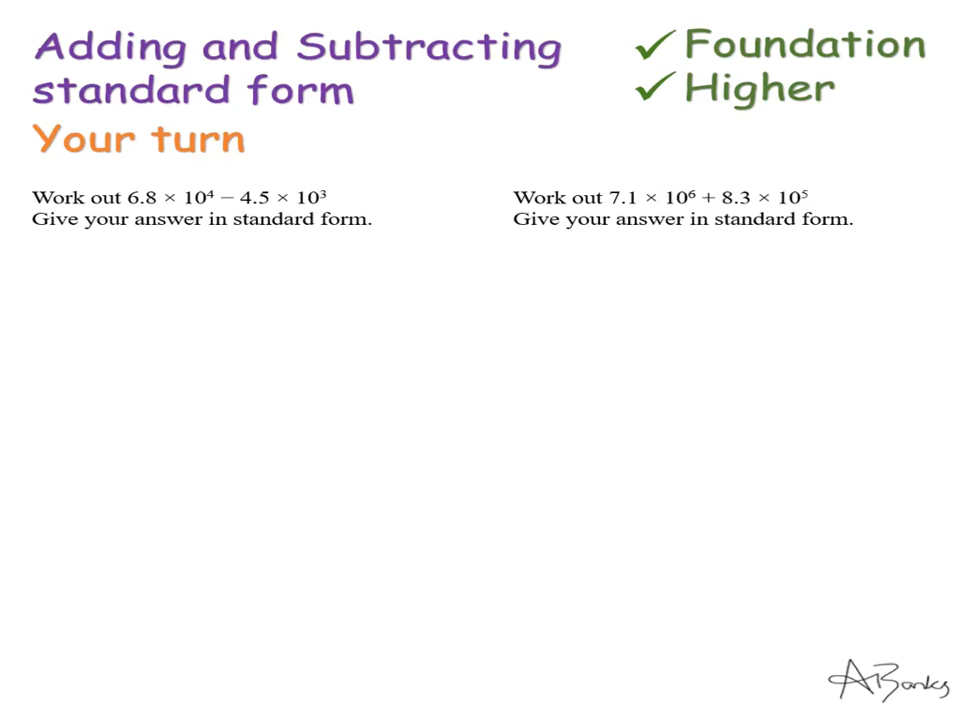 Adding and Subtracting
standard form
Your turn
✓ Foundation
✓ Higher
Work out 6.8 × 10⁴ − 4.5 × 10³
Give your answer in standard form.
Work out 7.1 × 10⁶ + 8.3 × 10⁵
Give your answer in standard form.
A Banks